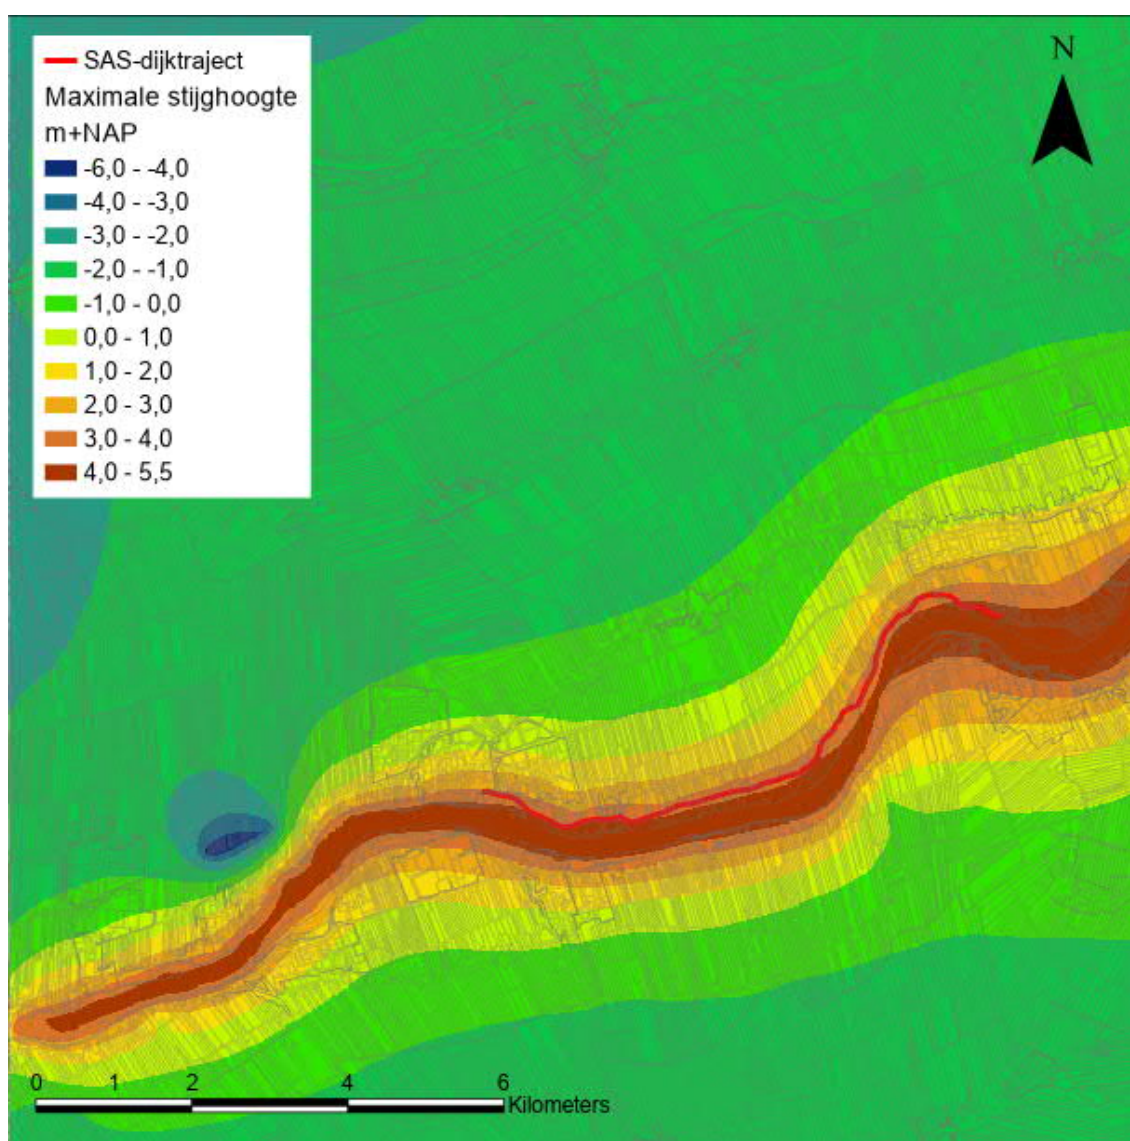 SAS-dijktraject
Maximale stijghoogte
m+NAP
-6,0 - -4,0
-4,0 - -3,0
-3,0 - -2,0
-2,0 - -1,0
-1,0 - 0,0
0,0 - 1,0
1,0 - 2,0
2,0 - 3,0
3,0 - 4,0
4,0 - 5,5
N
0 1 2 4 6
Kilometers